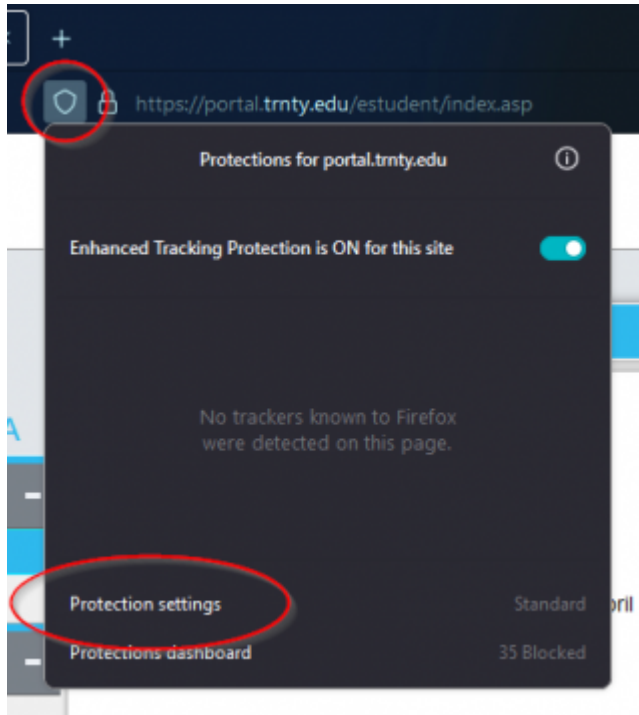 https://portal.trnty.edu/estudent/index.asp
Protections for portal.trnty.edu
Enhanced Tracking Protection is ON for this site
No trackers known to Firefox
were detected on this page.
A
Protection settings Standard
pril
Protections dashboard 35 Blocked